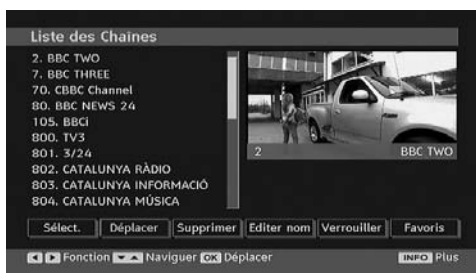 Liste des Chaines
2. BBC TWO
7. BBC THREE
70. CBBC Channel
80. BBC NEWS 24
105. BBCi
800. TV3
801. 3/24
802. CATALUNYA RÀDIO
803. CATALUNYA INFORMACIÓ
804. CATALUNYA MÚSICA
2 BBC TWO
Sélect. Déplacer Supprimer Editer nom Verrouiller Favoris
Fonction Naviguer OK Déplacer INFO Plus